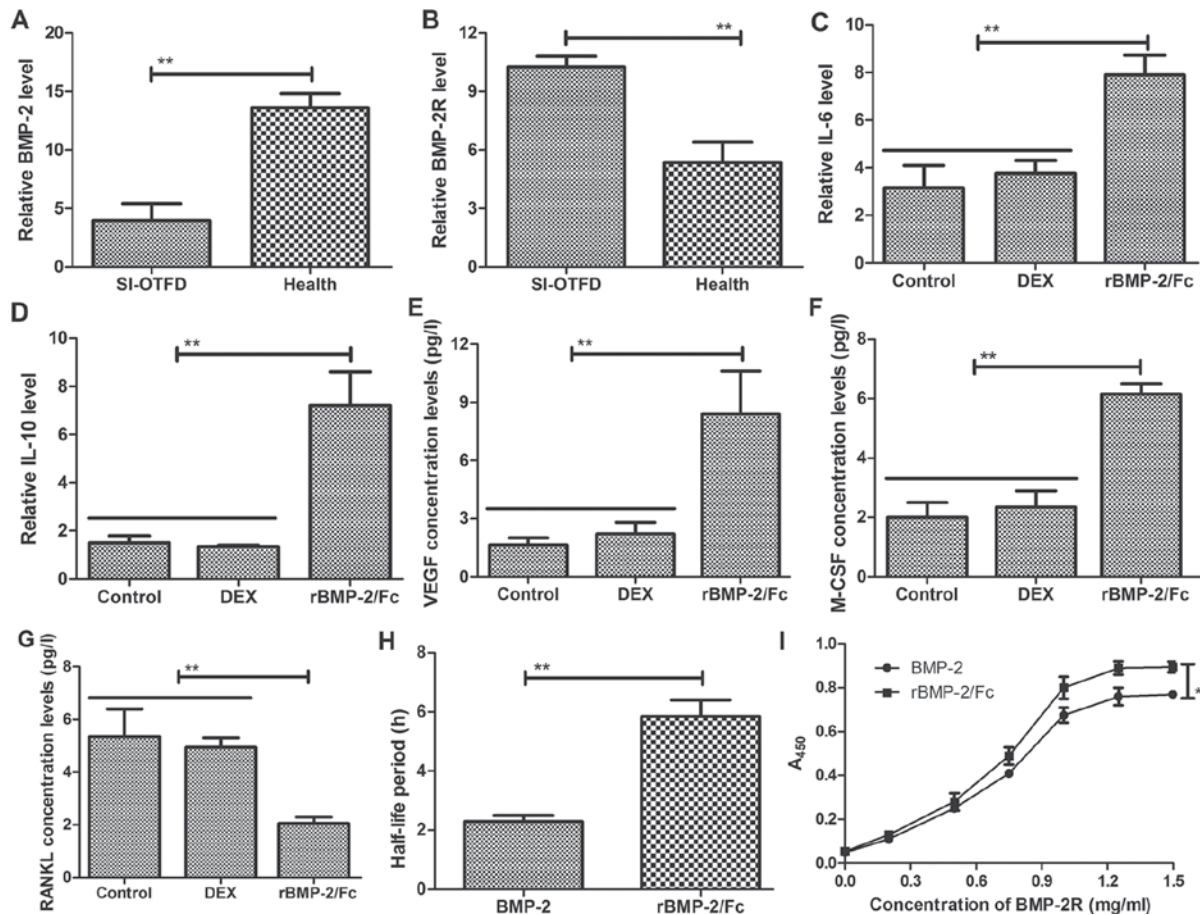 A
Relative BMP-2 level
20
15
10
5
0
**
SI-OTFD Health
B
Relative BMP-2R level
12
9
6
3
0
**
SI-OTFD Health
C
Relative IL-6 level
10
8
6
4
2
0
**
Control DEX rBMP-2/Fc
D
Relative IL-10 level
10
8
6
4
2
0
**
Control DEX rBMP-2/Fc
E
VEGF concentration levels (pg/l)
12
9
6
3
0
**
Control DEX rBMP-2/Fc
F
M-CSF concentration levels (pg/l)
8
6
4
2
0
**
Control DEX rBMP-2/Fc
G
RANKL concentration levels (pg/l)
8
6
4
2
0
**
Control DEX rBMP-2/Fc
H
Half-life period (h)
8
6
4
2
0
**
BMP-2 rBMP-2/Fc
I
A450
1.0
0.8
0.6
0.4
0.2
0.0
BMP-2
rBMP-2/Fc
*
0.0 0.3 0.6 0.9 1.2 1.5
Concentration of BMP-2R (mg/ml)